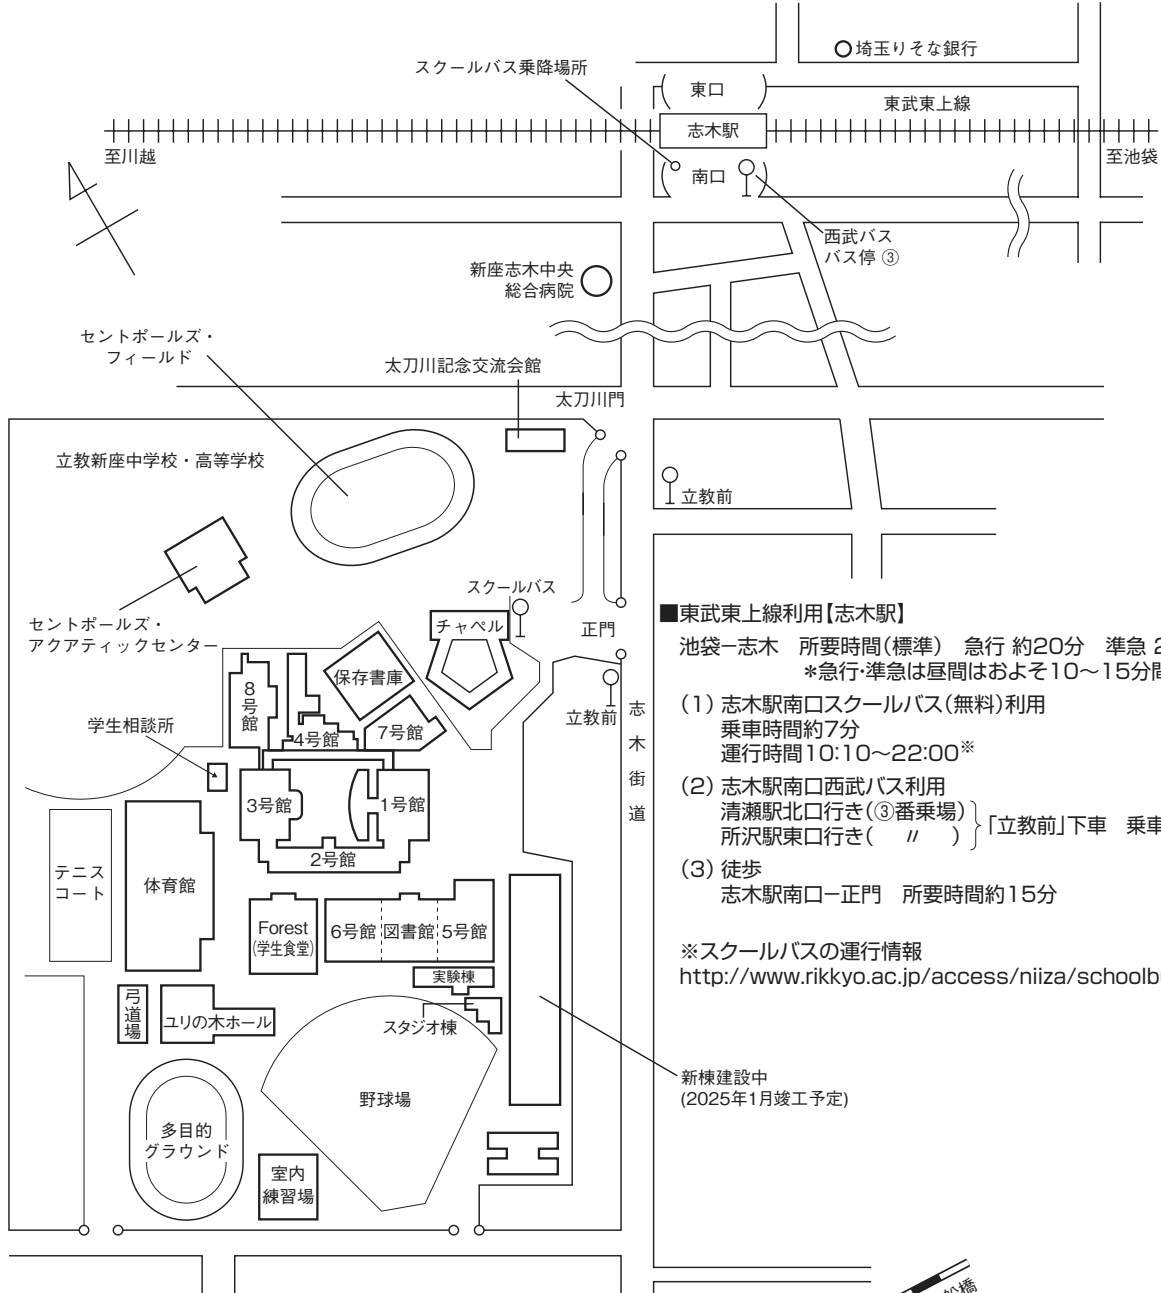 埼玉りそな銀行
スクールバス乗降場所
東口
東武東上線
志木駅
至川越
至池袋
南口
西武バス
バス停 ③
新座志木中央
総合病院
セントポールズ・
フィールド
太刀川記念交流会館
太刀川門
立教新座中学校・高等学校
立教前
スクールバス
セントポールズ・
アクアティックセンター
チャペル
正門
保存書庫
8号館
立教前
志木街道
学生相談所
4号館
7号館
3号館
1号館
2号館
テニス
コート
体育館
Forest
(学生食堂)
6号館
図書館
5号館
実験棟
弓道場
ユリの木ホール
スタジオ棟
野球場
新棟建設中
(2025年1月竣工予定)
多目的
グラウンド
室内
練習場
■東武東上線利用【志木駅】
池袋−志木　所要時間(標準)　急行 約20分　準急 2
*急行・準急は昼間はおよそ10〜15分間
(1) 志木駅南口スクールバス(無料)利用
乗車時間約7分
運行時間10:10〜22:00※
(2) 志木駅南口西武バス利用
清瀬駅北口行き(③番乗場)
所沢駅東口行き(　〃　)
「立教前」下車　乗車
(3) 徒歩
志木駅南口−正門　所要時間約15分
※スクールバスの運行情報
http://www.rikkyo.ac.jp/access/niiza/schoolb